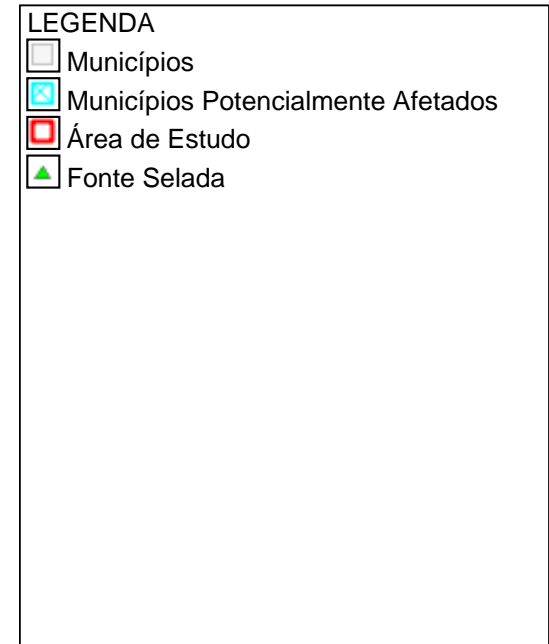 LEGENDA
Municípios
Municípios Potencialmente Afetados
Área de Estudo
Fonte Selada